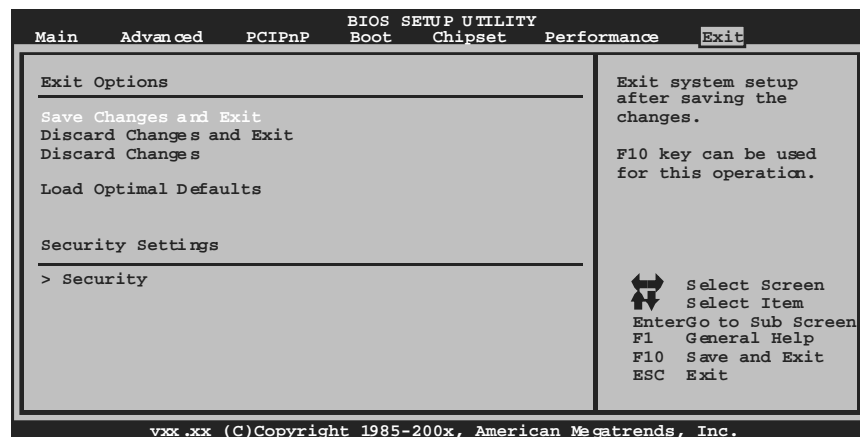 BIOS SETUP UTILITY
Main Advanced PCIPnP Boot Chipset Performance Exit
Exit Options
Save Changes and Exit
Discard Changes and Exit
Discard Changes
Load Optimal Defaults
Security Settings
> Security
Exit system setup
after saving the
changes.
F10 key can be used
for this operation.
Select Screen
Select Item
Enter Go to Sub Screen
F1 General Help
F10 Save and Exit
ESC Exit
vxx.xx (C)Copyright 1985-200x, American Megatrends, Inc.